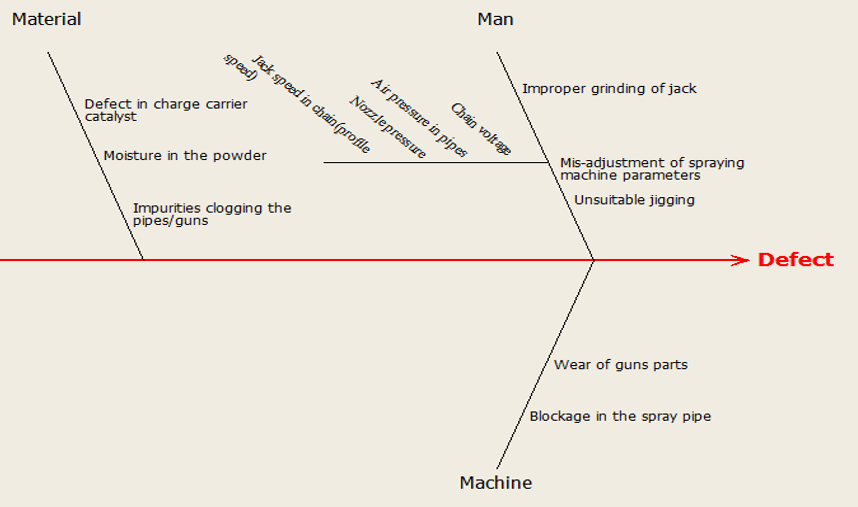 Material
Man
Defect in charge carrier
catalyst
Moisture in the powder
Impurities clogging the
pipes/guns
Jack speed in chain(profile
speed)
Nozzle pressure
Air pressure in pipes
Chain voltage
Improper grinding of jack
Mis-adjustment of spraying
machine parameters
Unsuitable jigging
Defect
Wear of guns parts
Blockage in the spray pipe
Machine